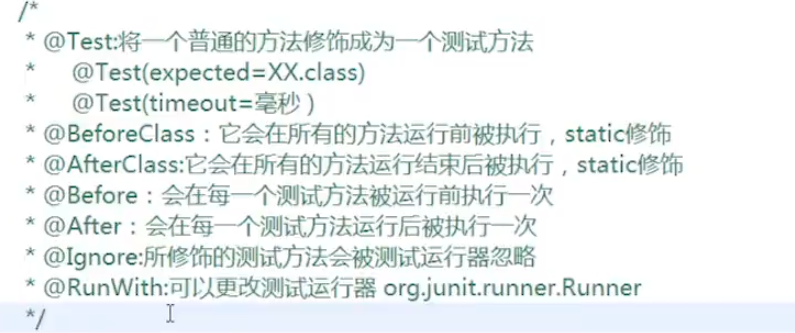 /*
* @Test:将一个普通的方法修饰成为一个测试方法
* @Test(expected=XX.class)
* @Test(timeout=毫秒 )
* @BeforeClass：它会在所有的方法运行前被执行，static修饰
* @AfterClass:它会在所有的方法运行结束后被执行，static修饰
* @Before：会在每一个测试方法被运行前执行一次
* @After：会在每一个测试方法运行后被执行一次
* @Ignore:所修饰的测试方法会被测试运行器忽略
* @RunWith:可以更改测试运行器 org.junit.runner.Runner
*/